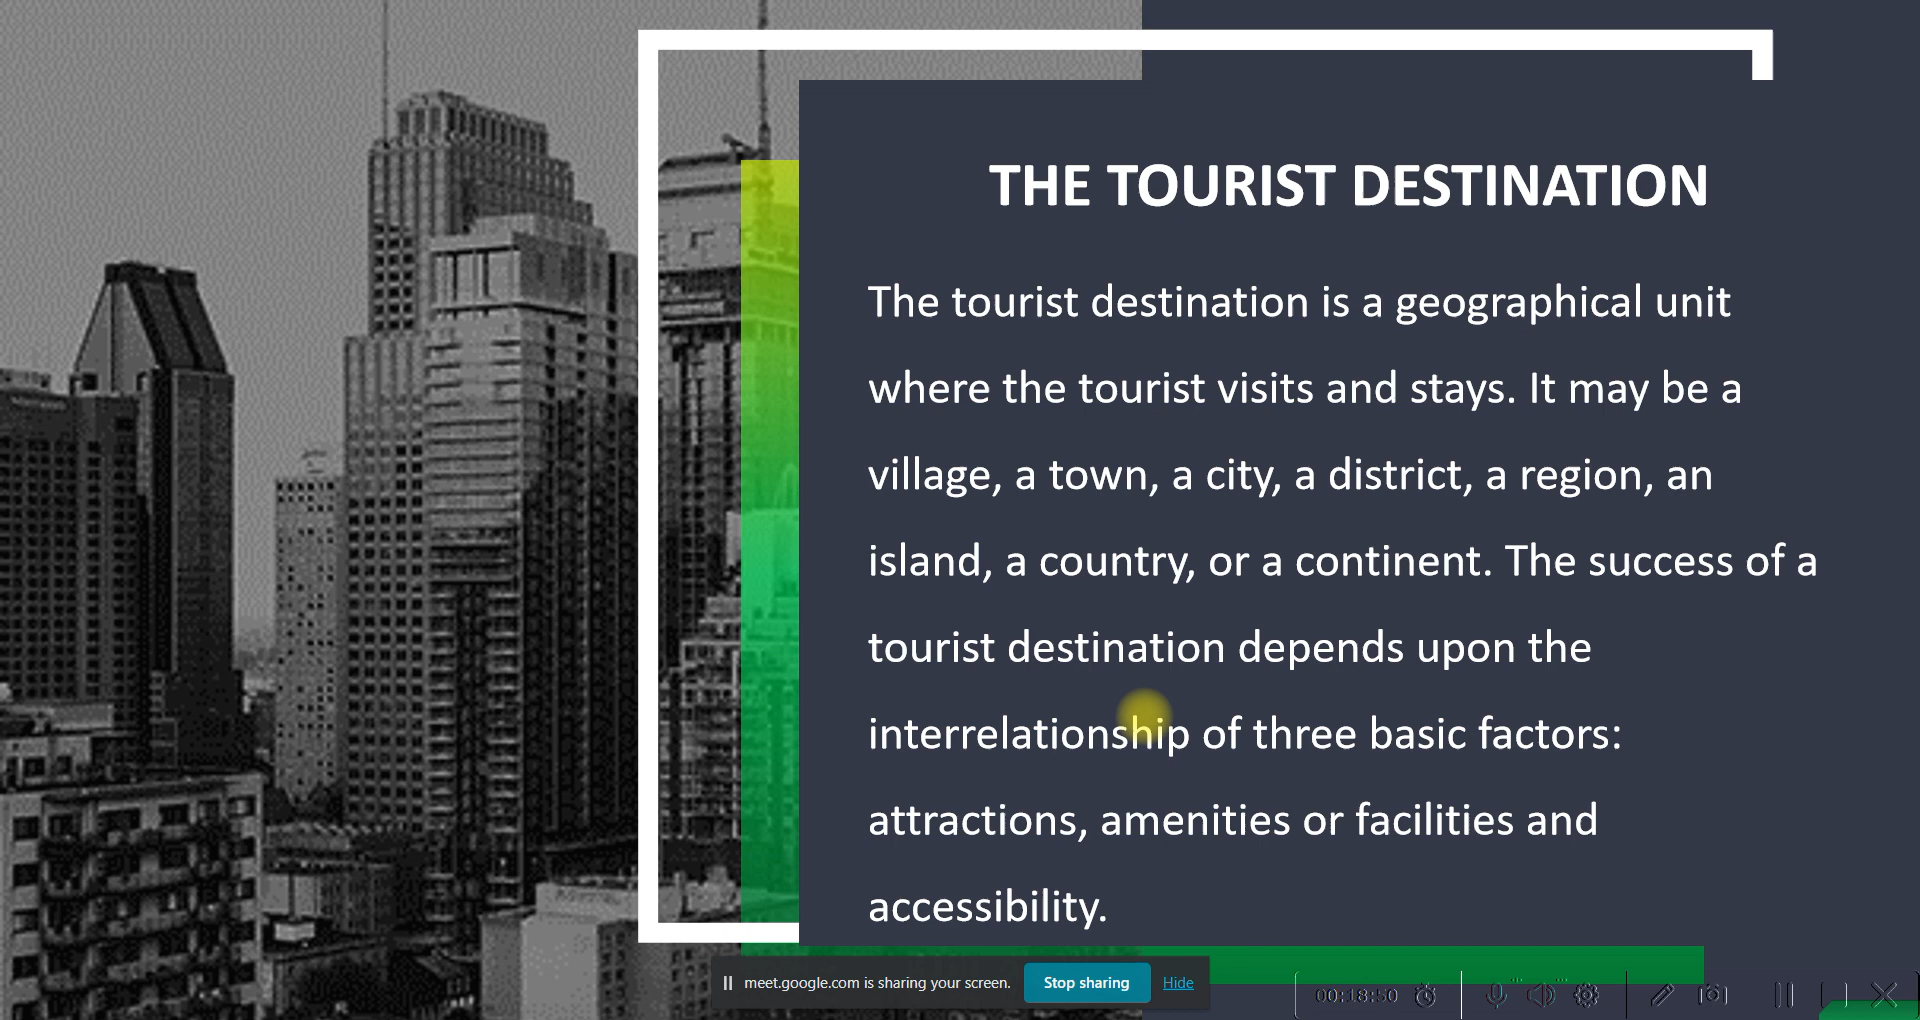 THE TOURIST DESTINATION
The tourist destination is a geographical unit
where the tourist visits and stays. It may be a
village, a town, a city, a district, a region, an
island, a country, or a continent. The success of a
tourist destination depends upon the
interrelationship of three basic factors:
attractions, amenities or facilities and
accessibility.
meet.google.com is sharing your screen. Stop sharing Hide
00:18:50